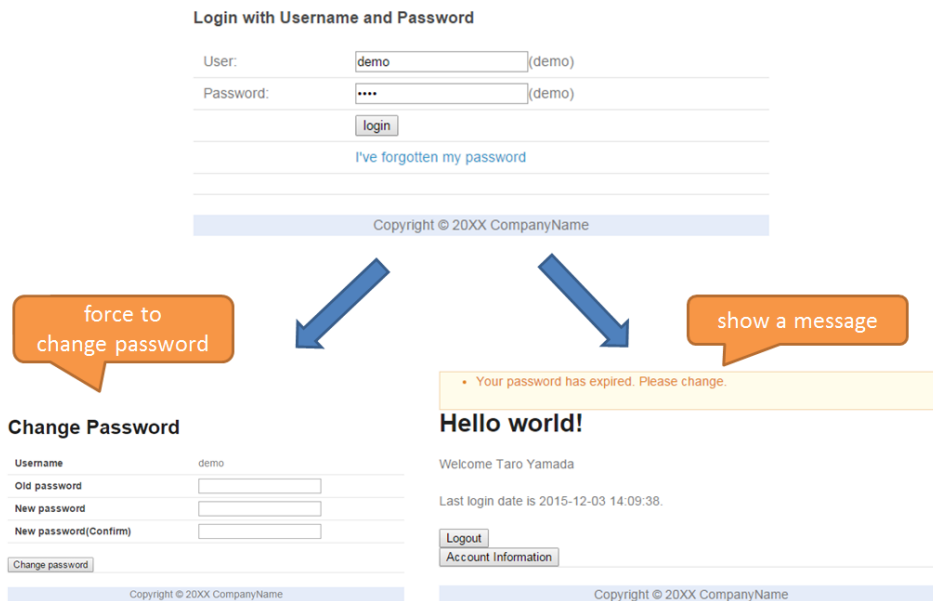 Login with Username and Password
User: demo (demo)
Password: •••• (demo)
login
I've forgotten my password
Copyright © 20XX CompanyName
force to
change password
show a message
Change Password
Username demo
Old password
New password
New password(Confirm)
Change password
Copyright © 20XX CompanyName
• Your password has expired. Please change.
Hello world!
Welcome Taro Yamada
Last login date is 2015-12-03 14:09:38.
Logout
Account Information
Copyright © 20XX CompanyName